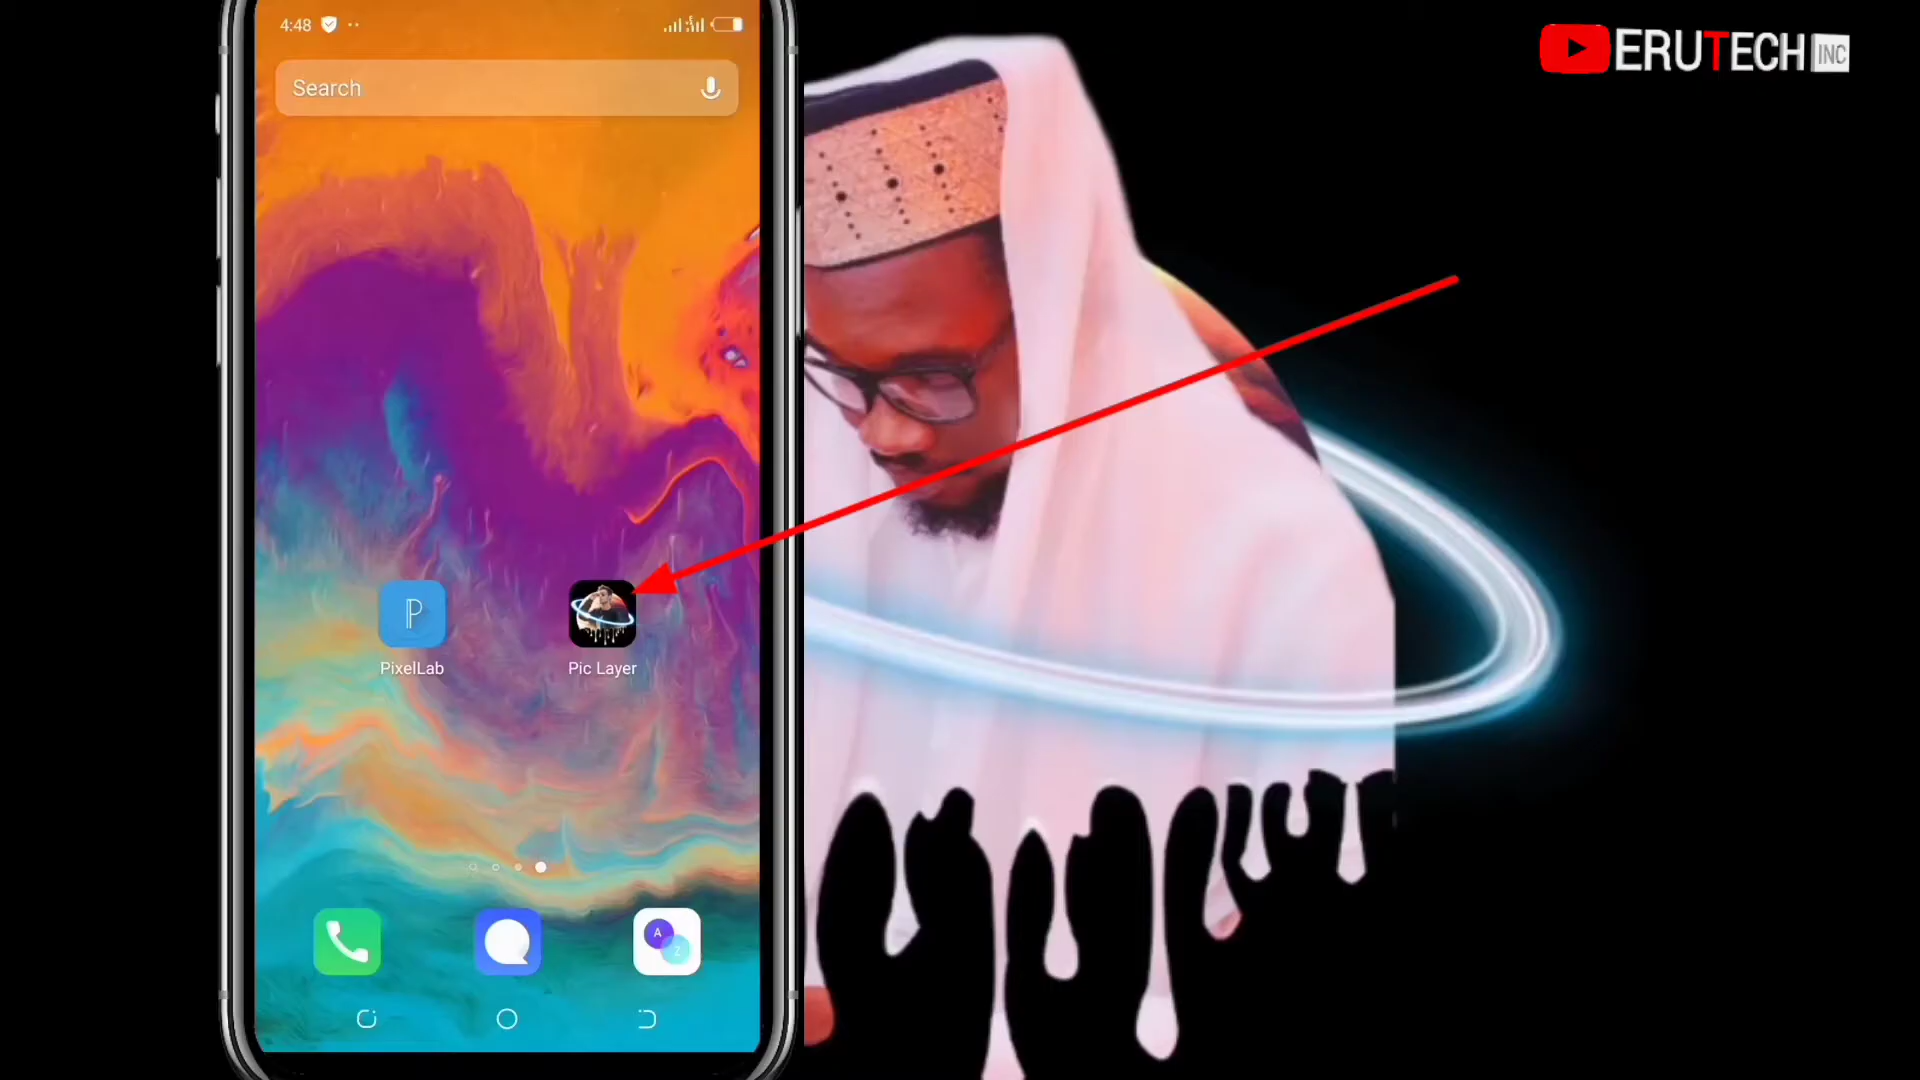 4:48
Search
ERUTECH INC
P
PixelLab
Pic Layer
A
Z